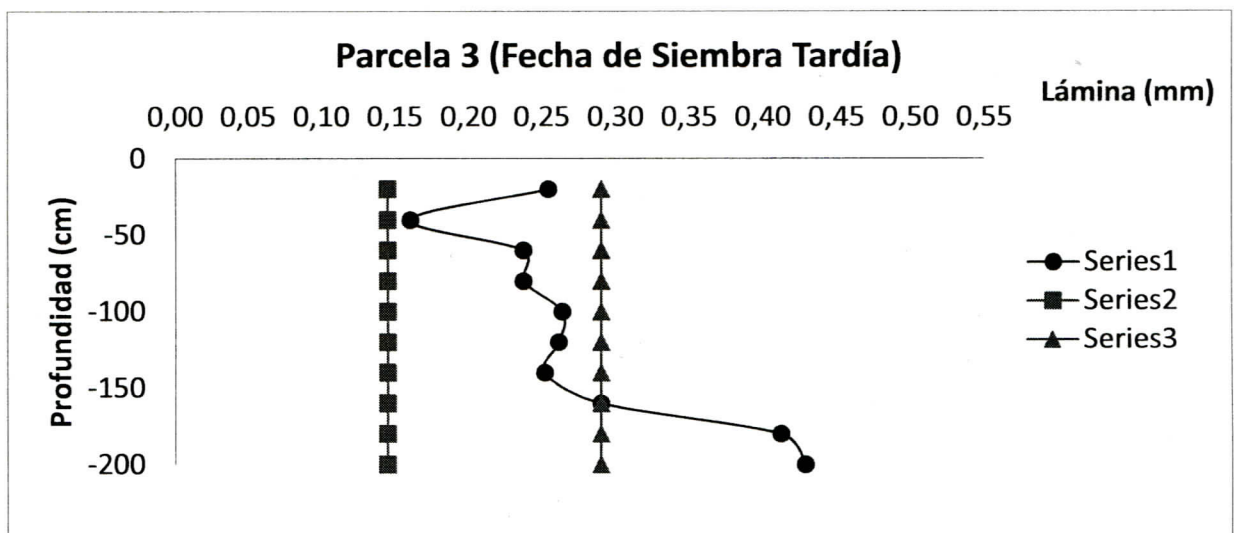 Parcela 3 (Fecha de Siembra Tardía)
Lámina (mm)
0,00 0,05 0,10 0,15 0,20 0,25 0,30 0,35 0,40 0,45 0,50 0,55
Profundidad (cm)
0
-50
-100
-150
-200
Series1
Series2
Series3